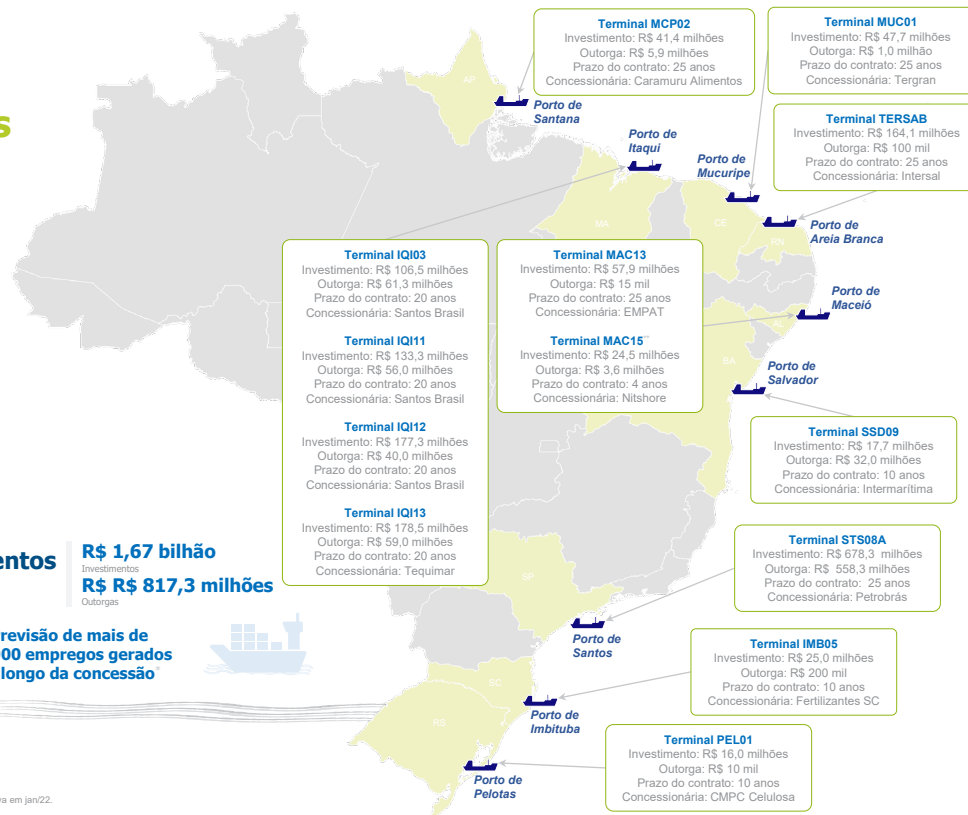 s
AP
MA
CE
RN
AL
BA
SP
SC
RS
Terminal MCP02
Investimento: R$ 41,4 milhões
Outorga: R$ 5,9 milhões
Prazo do contrato: 25 anos
Concessionária: Caramuru Alimentos
Terminal MUC01
Investimento: R$ 47,7 milhões
Outorga: R$ 1,0 milhão
Prazo do contrato: 25 anos
Concessionária: Tergran
Terminal TERSAB
Investimento: R$ 164,1 milhões
Outorga: R$ 100 mil
Prazo do contrato: 25 anos
Concessionária: Intersal
Porto de
Santana
Porto de
Itaqui
Porto de
Mucuripe
Porto de
Areia Branca
Terminal IQI03
Investimento: R$ 106,5 milhões
Outorga: R$ 61,3 milhões
Prazo do contrato: 20 anos
Concessionária: Santos Brasil
Terminal IQI11
Investimento: R$ 133,3 milhões
Outorga: R$ 56,0 milhões
Prazo do contrato: 20 anos
Concessionária: Santos Brasil
Terminal IQI12
Investimento: R$ 177,3 milhões
Outorga: R$ 40,0 milhões
Prazo do contrato: 20 anos
Concessionária: Santos Brasil
Terminal IQI13
Investimento: R$ 178,5 milhões
Outorga: R$ 59,0 milhões
Prazo do contrato: 20 anos
Concessionária: Tequimar
Terminal MAC13
Investimento: R$ 57,9 milhões
Outorga: R$ 15 mil
Prazo do contrato: 25 anos
Concessionária: EMPAT
Terminal MAC15
Investimento: R$ 24,5 milhões
Outorga: R$ 3,6 milhões
Prazo do contrato: 4 anos
Concessionária: Nitshore
Porto de
Maceió
Porto de
Salvador
Terminal SSD09
Investimento: R$ 17,7 milhões
Outorga: R$ 32,0 milhões
Prazo do contrato: 10 anos
Concessionária: Intermarítima
Terminal STS08A
Investimento: R$ 678,3 milhões
Outorga: R$ 558,3 milhões
Prazo do contrato: 25 anos
Concessionária: Petrobrás
Porto de
Santos
Terminal IMB05
Investimento: R$ 25,0 milhões
Outorga: R$ 200 mil
Prazo do contrato: 10 anos
Concessionária: Fertilizantes SC
Porto de
Imbituba
Terminal PEL01
Investimento: R$ 16,0 milhões
Outorga: R$ 10 mil
Prazo do contrato: 10 anos
Concessionária: CMPC Celulosa
Porto de
Pelotas
entos
R$ 1,67 bilhão
Investimentos
R$ R$ 817,3 milhões
Outorgas
revisão de mais de
000 empregos gerados
longo da concessão*
va em jan/22.